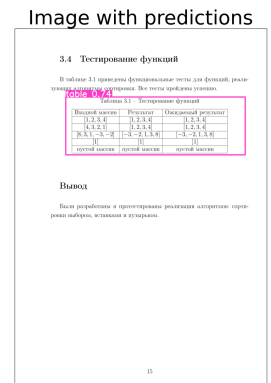 Image with predictions
3.4 Тестирование функций
В таблице 3.1 приведены функциональные тесты для функций, реали-
зующих алгоритмы сортировки. Все тесты пройдены успешно.
table 0.74
Таблица 3.1 – Тестирование функций
Входной массив Результат Ожидаемый результат
[1, 2, 3, 4] [1, 2, 3, 4] [1, 2, 3, 4]
[4, 3, 2, 1] [1, 2, 3, 4] [1, 2, 3, 4]
[8, 3, 1, −3, −2] [−3, −2, 1, 3, 8] [−3, −2, 1, 3, 8]
[1] [1] [1]
пустой массив пустой массив пустой массив
Вывод
Были разработаны и протестированы реализации алгоритмов: сорти-
ровки выбором, вставками и пузырьком.
15